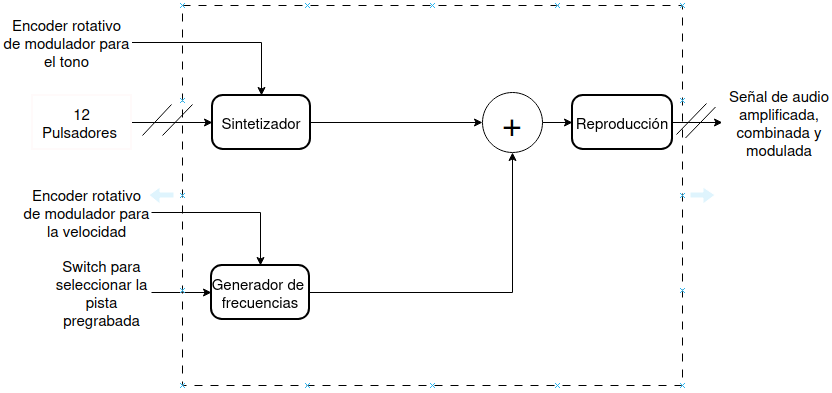 Encoder rotativo
de modulador para
el tono
12
Pulsadores
Sintetizador
+
Reproducción
Señal de audio
amplificada,
combinada y
modulada
Encoder rotativo
de modulador para
la velocidad
Switch para
seleccionar la
pista
pregrabada
Generador de
frecuencias